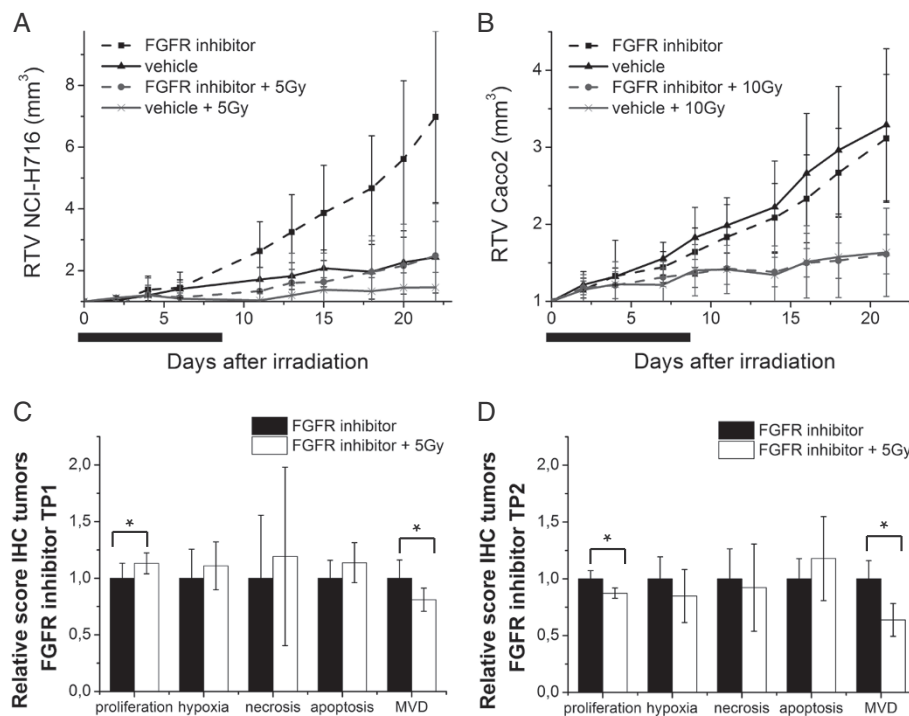 A
FGFR inhibitor
vehicle
FGFR inhibitor + 5Gy
vehicle + 5Gy
RTV NCI-H716 (mm³)
8
6
4
2
0 5 10 15 20
Days after irradiation
B
FGFR inhibitor
vehicle
FGFR inhibitor + 10Gy
vehicle + 10Gy
RTV Caco2 (mm³)
4
3
2
1
0 5 10 15 20
Days after irradiation
C
FGFR inhibitor
FGFR inhibitor + 5Gy
Relative score IHC tumors
FGFR inhibitor TP1
2,0
1,5
1,0
0,5
0,0
* *
proliferation hypoxia necrosis apoptosis MVD
D
FGFR inhibitor
FGFR inhibitor + 5Gy
Relative score IHC tumors
FGFR inhibitor TP2
2,0
1,5
1,0
0,5
0,0
* *
proliferation hypoxia necrosis apoptosis MVD